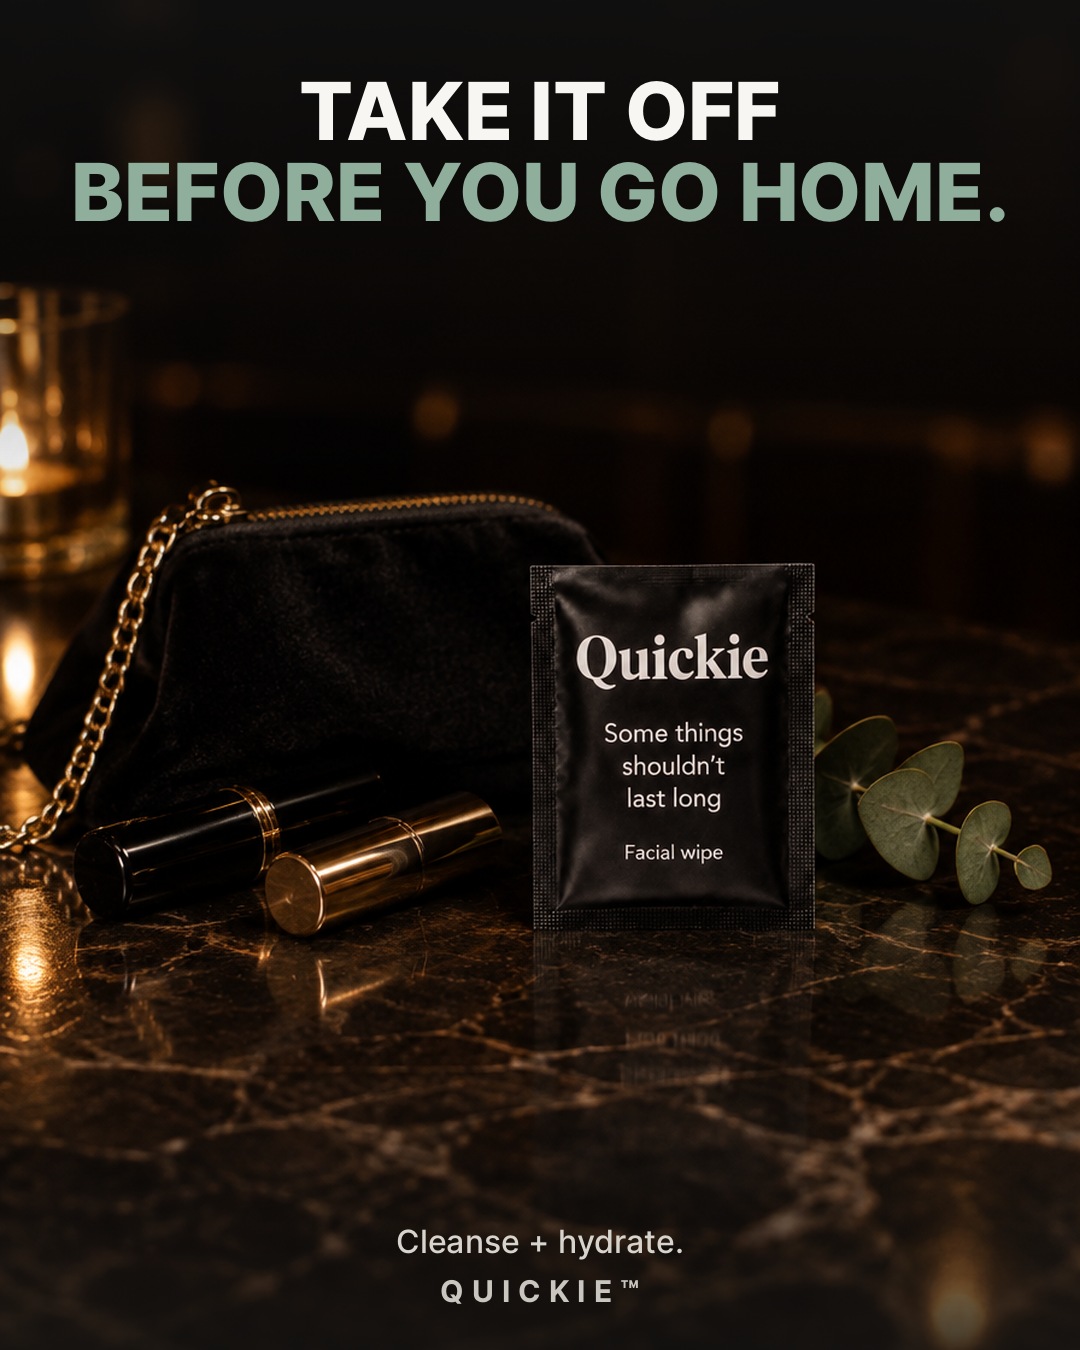 TAKE IT OFF
BEFORE YOU GO HOME.
Quickie
Some things
shouldn't
last long
Facial wipe
Cleanse + hydrate.
QUICKIE™